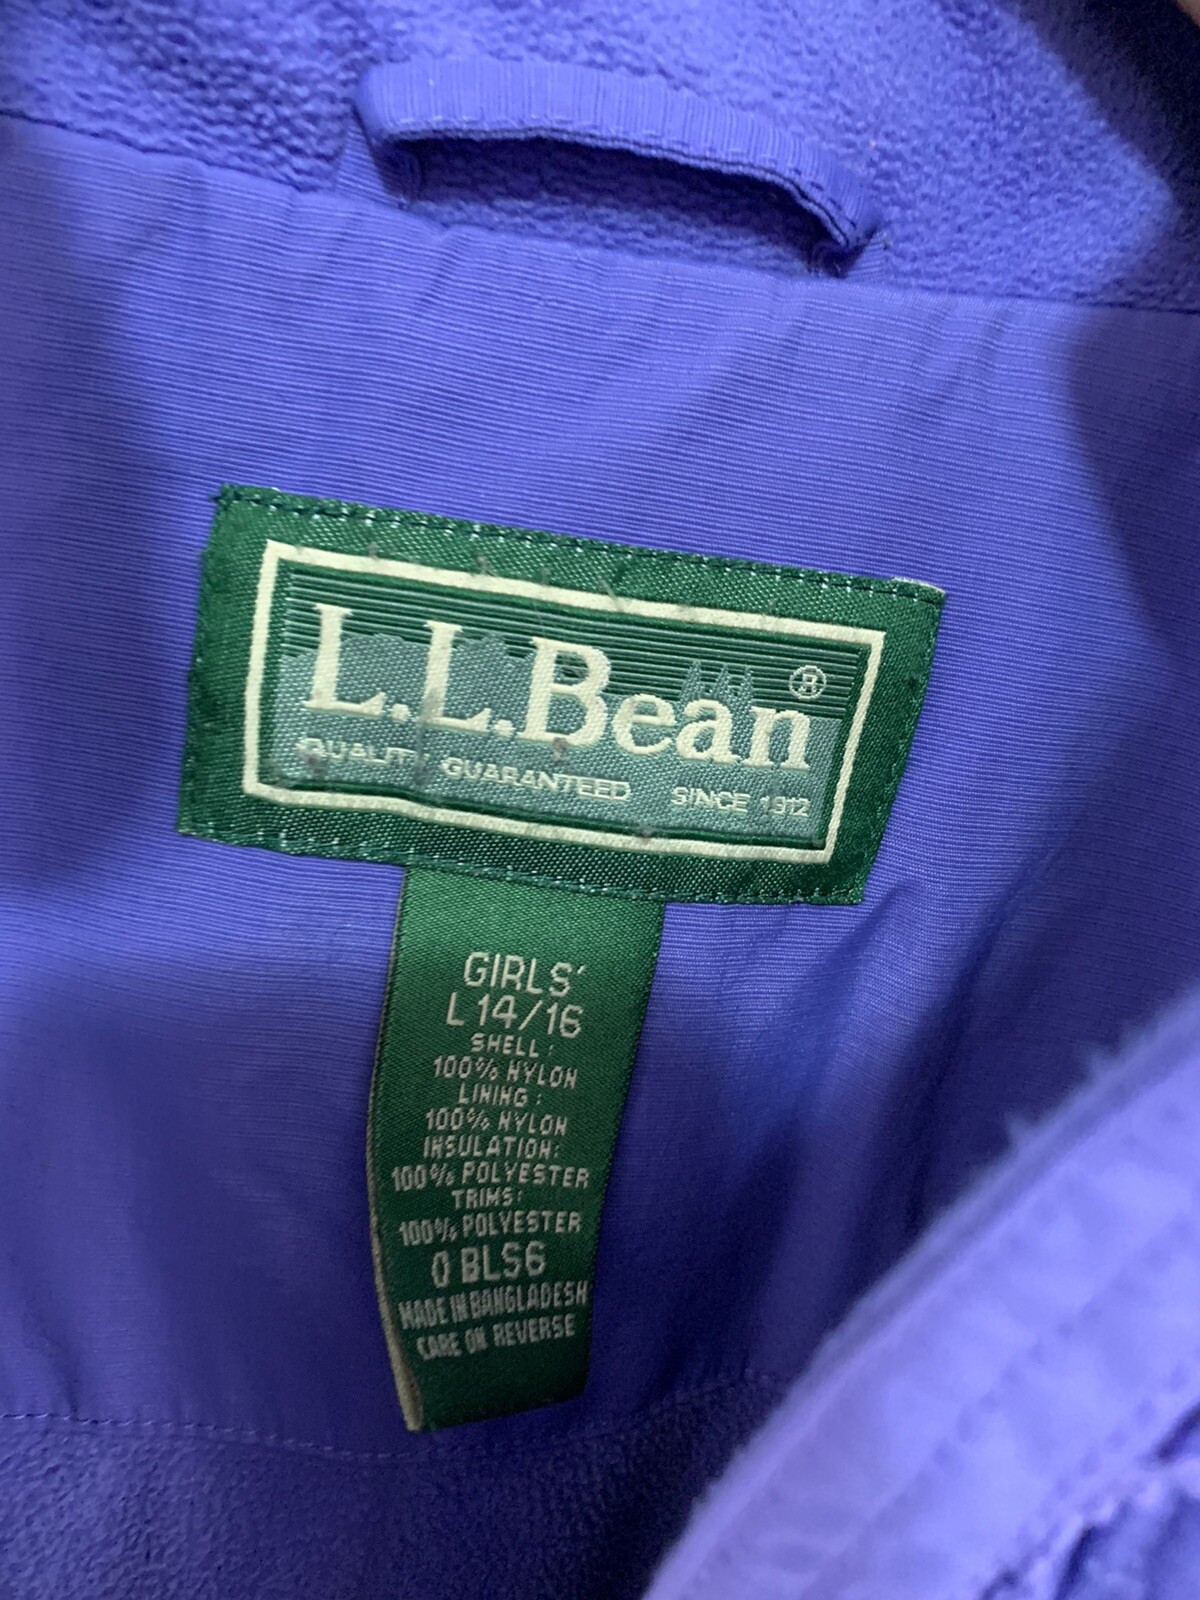 L.L.Bean®
QUALITY GUARANTEED SINCE 1912
GIRLS'
L 14/16
SHELL:
100% NYLON
LINING:
100% NYLON
INSULATION:
100% POLYESTER
TRIMS:
100% POLYESTER
0 BLS6
MADE IN BANGLADESH
CARE ON REVERSE